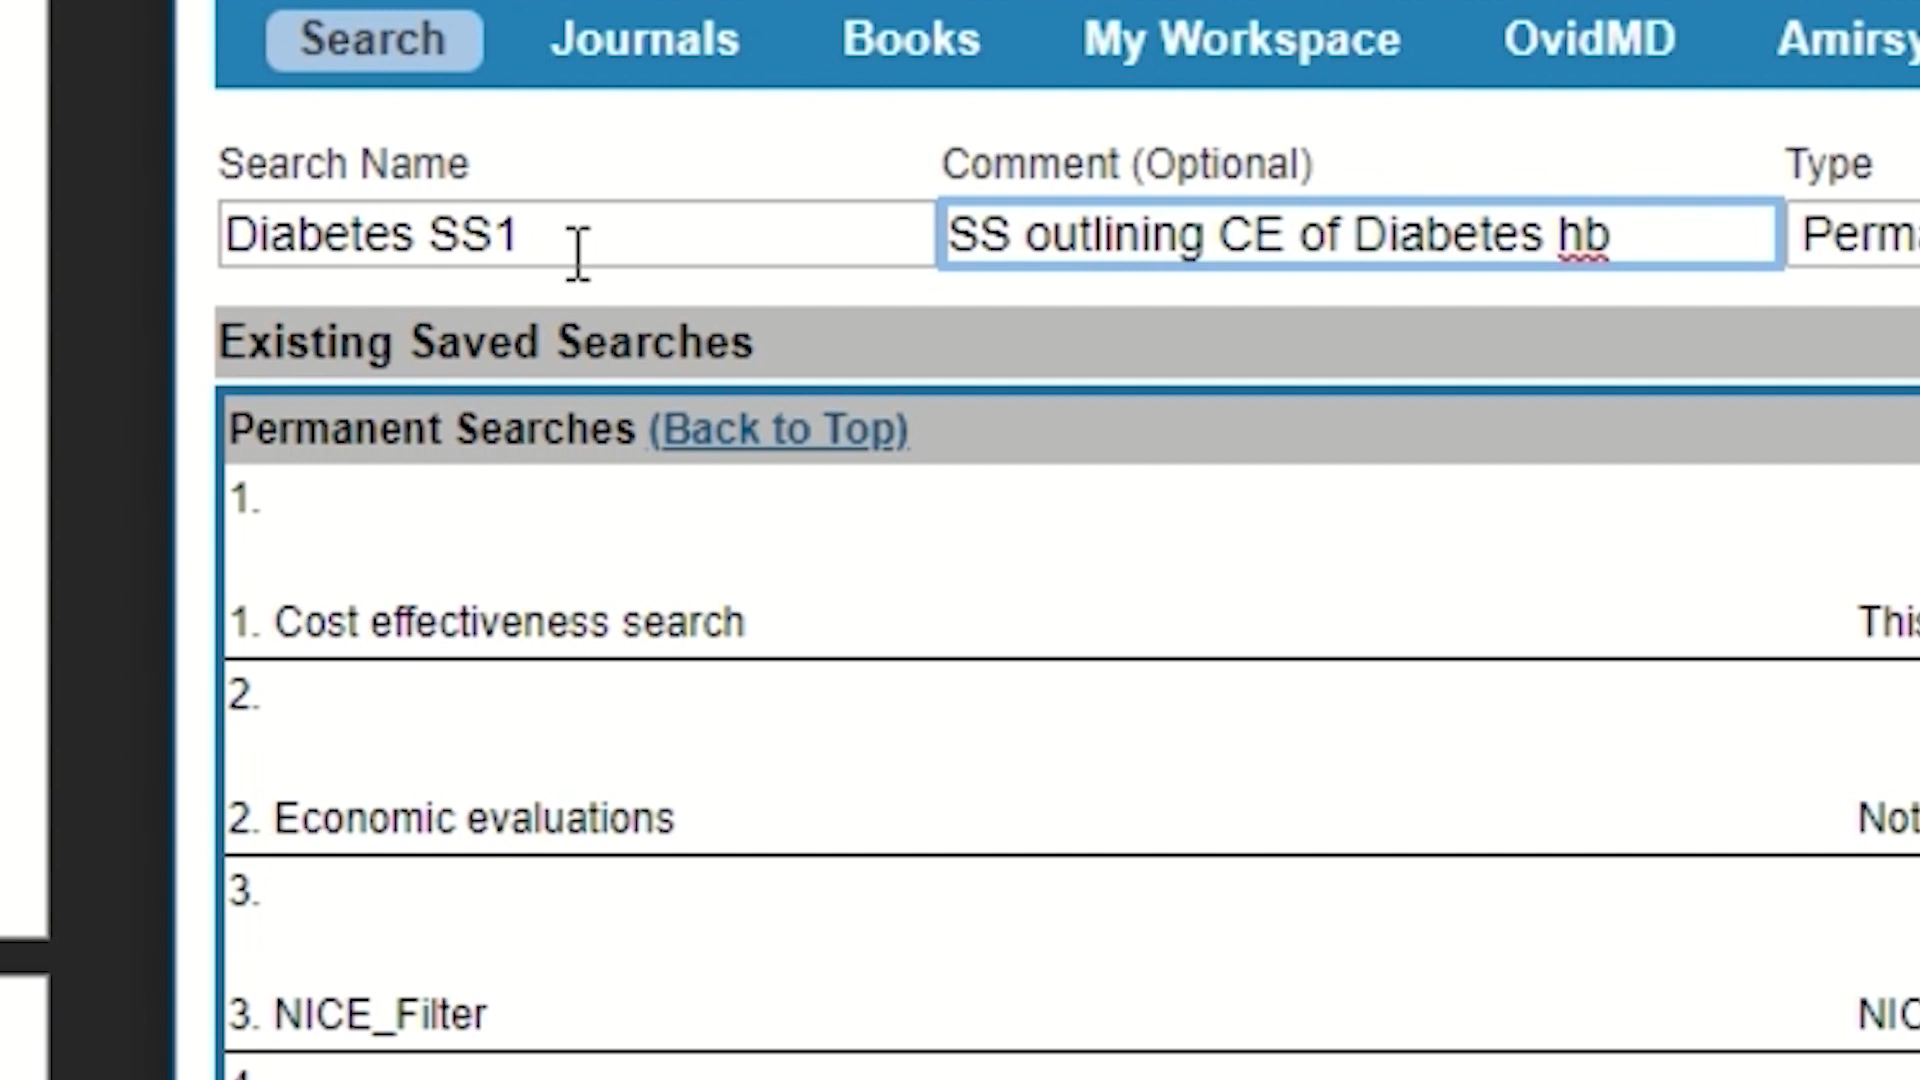 Search Journals Books My Workspace OvidMD
Search Name Comment (Optional) Type
Diabetes SS1 SS outlining CE of Diabetes hb
Existing Saved Searches
Permanent Searches (Back to Top)
1.
1. Cost effectiveness search
2.
2. Economic evaluations
3.
3. NICE_Filter